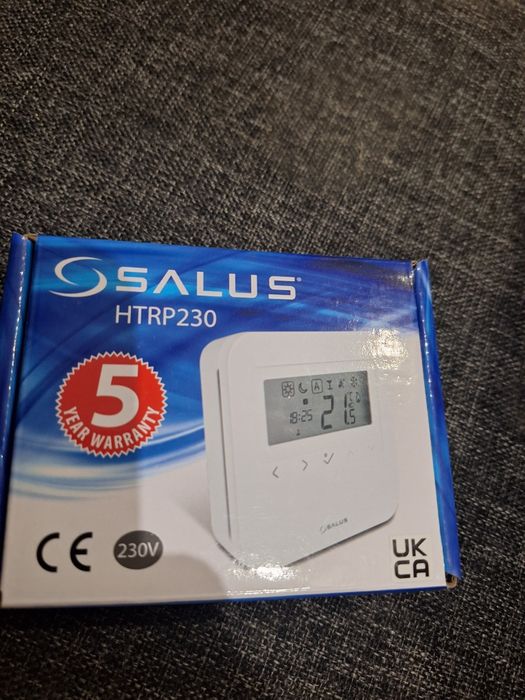 SALUS
HTRP230
5
YEAR WARRANTY
A
18:25
21.5
SALUS
CE
230V
UK
CA